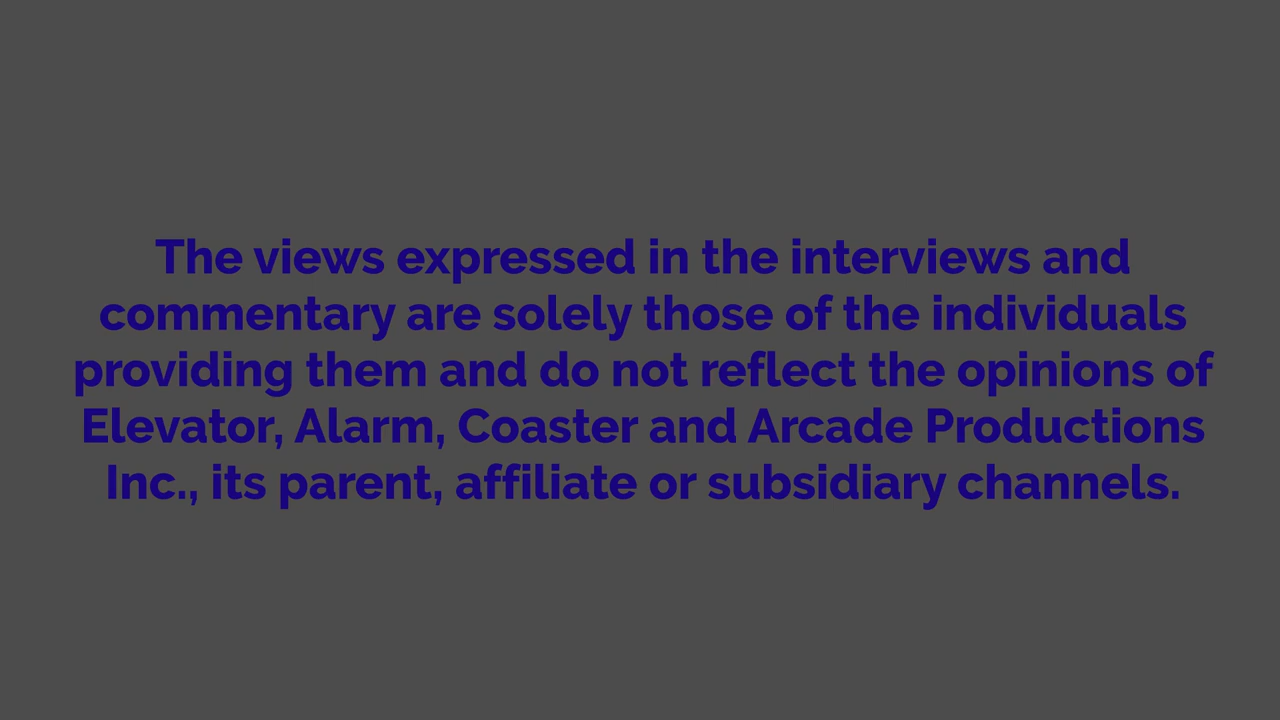 The views expressed in the interviews and
commentary are solely those of the individuals
providing them and do not reflect the opinions of
Elevator, Alarm, Coaster and Arcade Productions
Inc., its parent, affiliate or subsidiary channels.